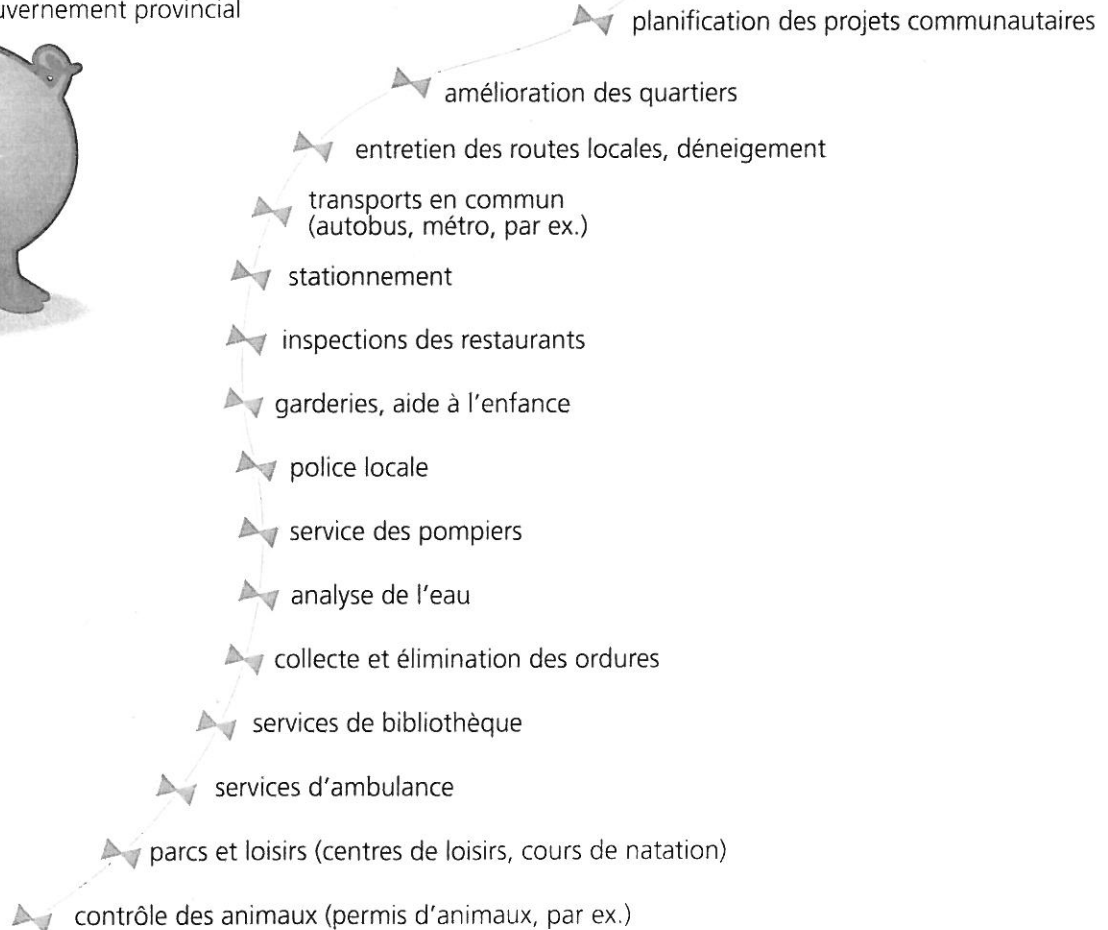 provincial
planification des projets communautaires
amélioration des quartiers
entretien des routes locales, déneigement
transports en commun
(autobus, métro, par ex.)
stationnement
inspections des restaurants
garderies, aide à l'enfance
police locale
service des pompiers
analyse de l'eau
collecte et élimination des ordures
services de bibliothèque
services d'ambulance
parcs et loisirs (centres de loisirs, cours de natation)
contrôle des animaux (permis d'animaux, par ex.)